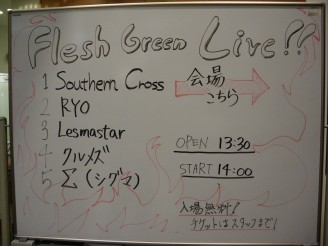 Flesh Green Live!!
1 Southern Cross
2 RYO
3 Lesmastar
4 クルメズ
5 Σ (シグマ)
会場
こちら
OPEN 13:30
START 14:00
入場無料!
チケットはスタッフまで!